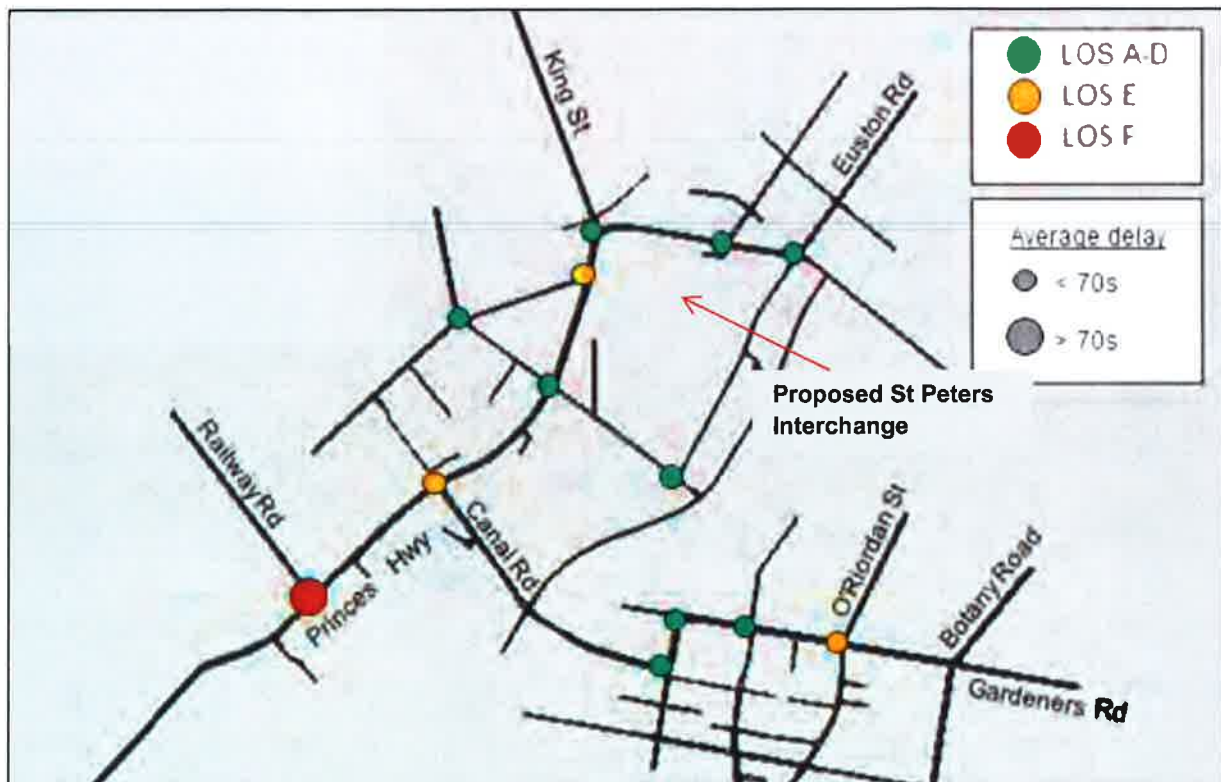 King St
Euston Rd
LOS A-D
LOS E
LOS F
Average delay
< 70s
> 70s
Proposed St Peters
Interchange
Railway Rd
Princes Hwy
Canal Rd
O'Riordan St
Botany Road
Gardeners Rd